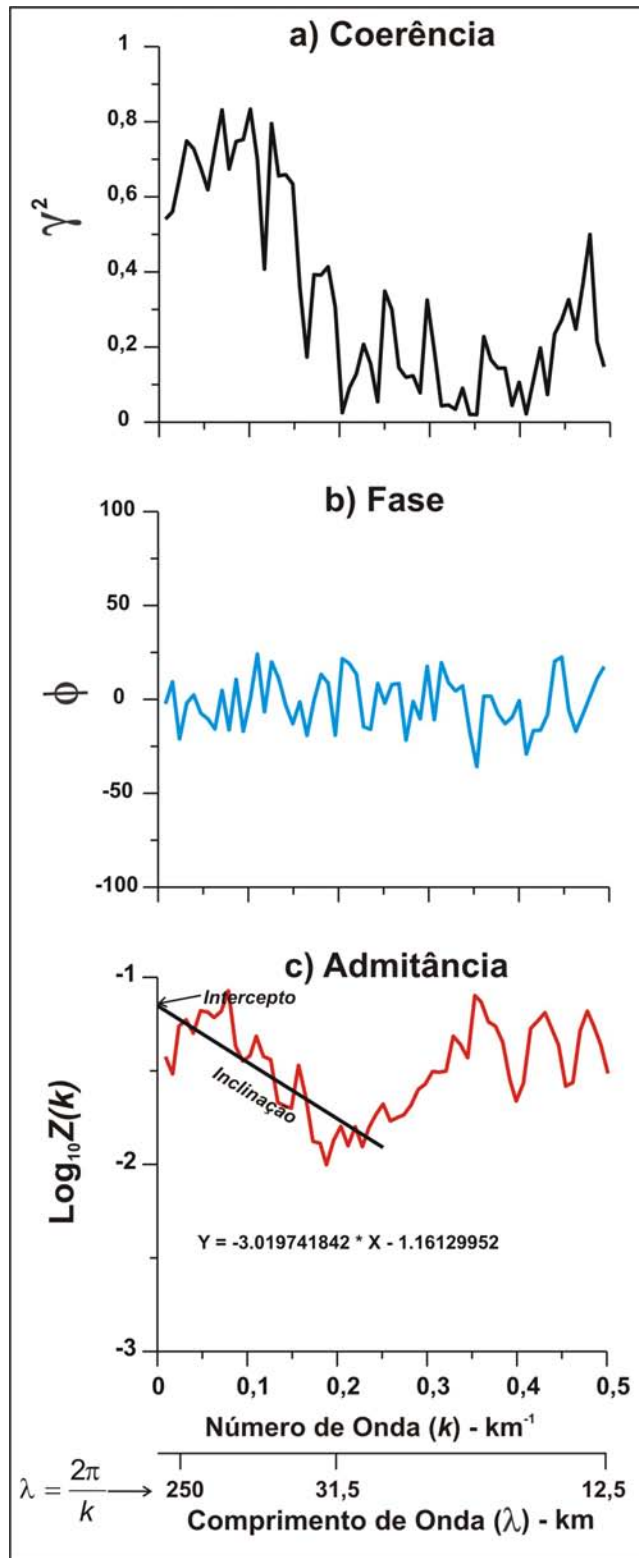 a) Coerência
1
0,8
0,6
0,4
0,2
0
γ²
b) Fase
100
50
0
-50
-100
ϕ
c) Admitância
-1
-2
-3
Log₁₀Z(k)
Intercepto
Inclinação
Y = -3.019741842 * X - 1.16129952
0 0,1 0,2 0,3 0,4 0,5
Número de Onda (k) - km⁻¹
λ = 2π/k
250 31,5 12,5
Comprimento de Onda (λ) - km